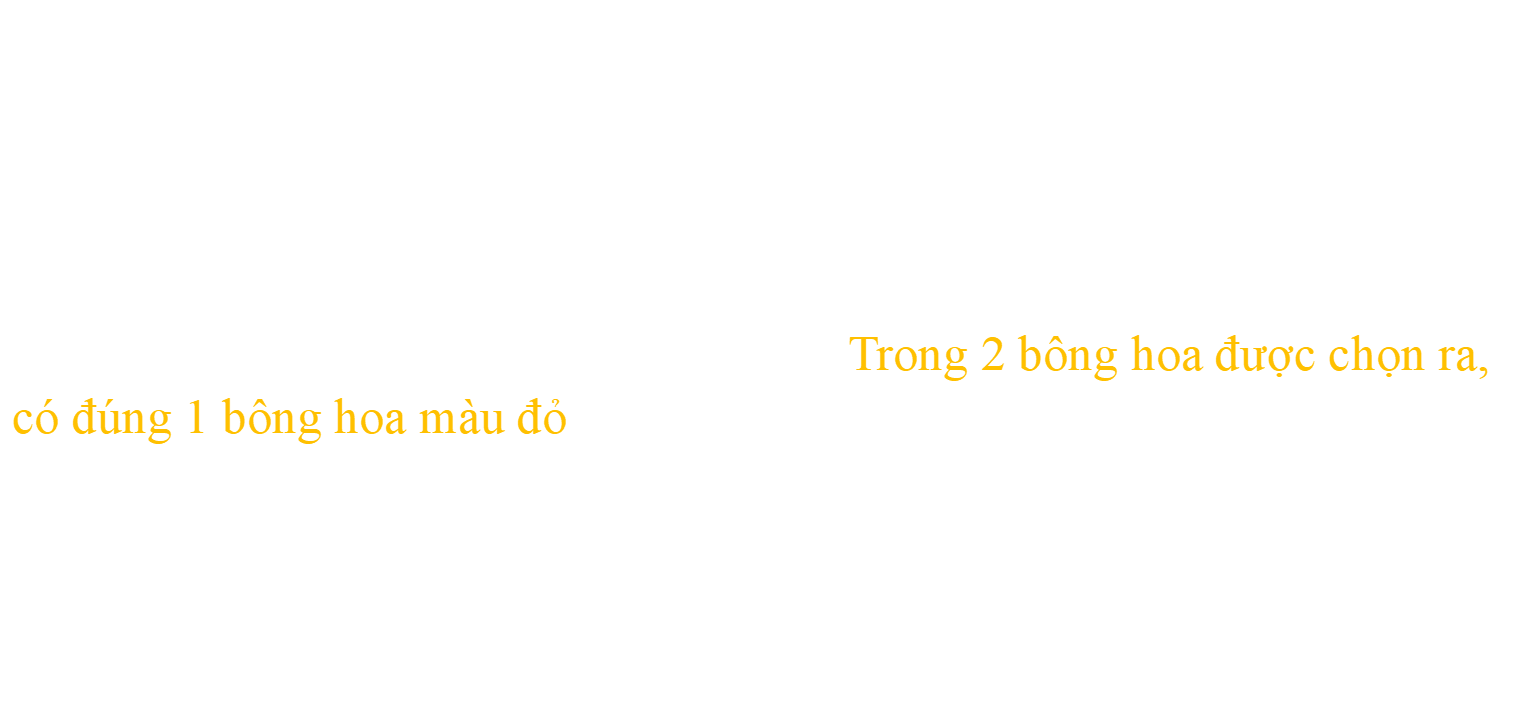 Trong 2 bông hoa được chọn ra,
có đúng 1 bông hoa màu đỏ